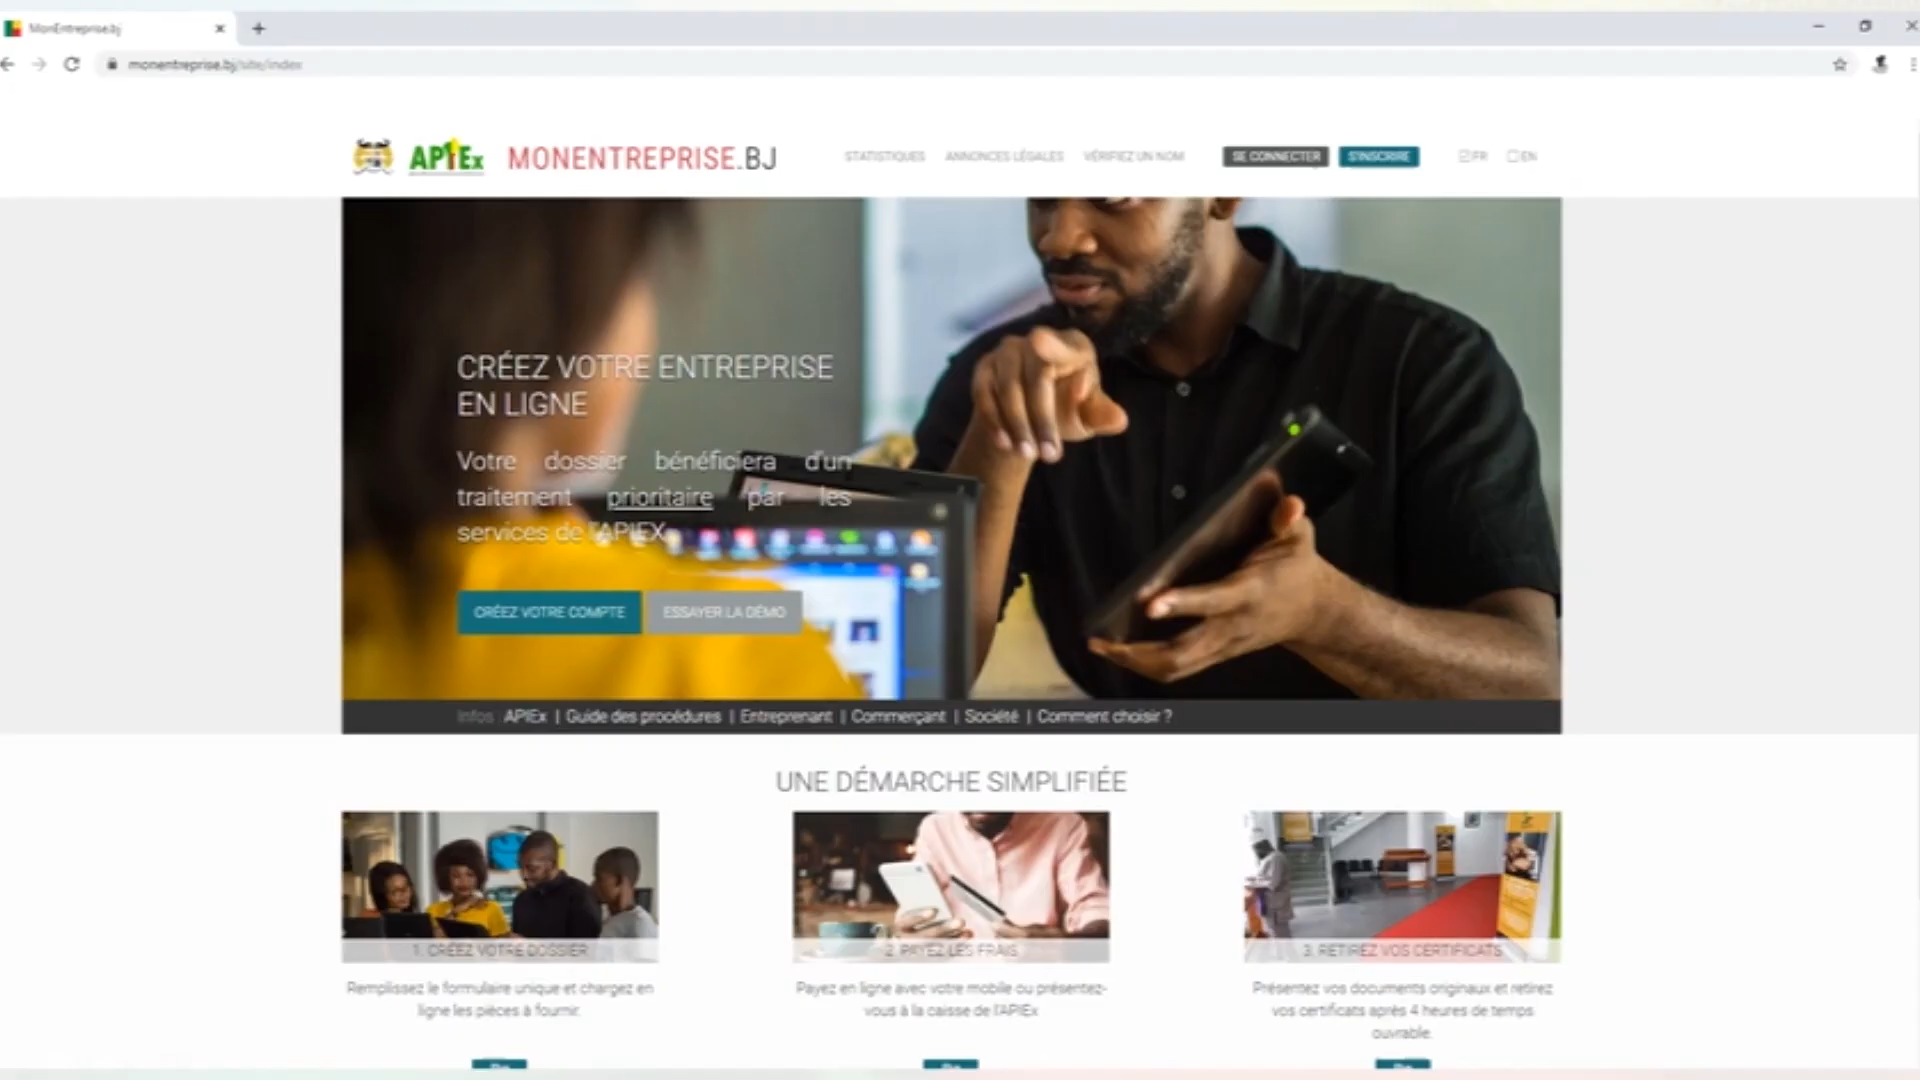 MonEntreprise.bj
monentreprise.bj/site/index
APIEx
MONENTREPRISE.BJ
STATISTIQUES
ANNONCES LÉGALES
VÉRIFIEZ UN NOM
SE CONNECTER
S'INSCRIRE
FR
EN
CRÉEZ VOTRE ENTREPRISE
EN LIGNE
Votre dossier bénéficiera d'un
traitement prioritaire par les
services de l'APIEX
CRÉEZ VOTRE COMPTE
ESSAYER LA DÉMO
Infos : APIEx | Guide des procédures | Entreprenant | Commerçant | Société | Comment choisir ?
UNE DÉMARCHE SIMPLIFIÉE
1. CRÉEZ VOTRE DOSSIER
Remplissez le formulaire unique et chargez en
ligne les pièces à fournir.
2. PAYEZ LES FRAIS
Payez en ligne avec votre mobile ou présentez-
vous à la caisse de l'APIEx
3. RETIREZ VOS CERTIFICATS
Présentez vos documents originaux et retirez
vos certificats après 4 heures de temps
ouvrable.